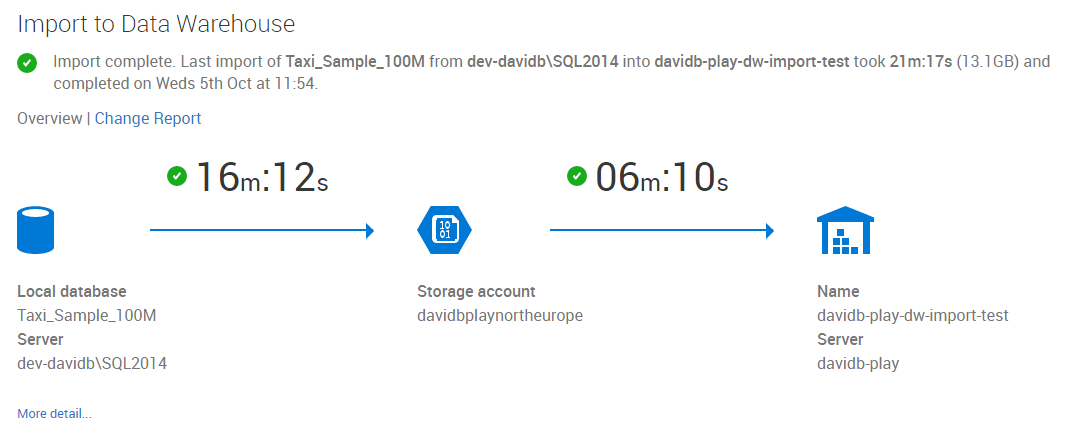 Import to Data Warehouse
Import complete. Last import of Taxi_Sample_100M from dev-davidb\SQL2014 into davidb-play-dw-import-test took 21m:17s (13.1GB) and
completed on Weds 5th Oct at 11:54.
Overview | Change Report
16m:12s
06m:10s
10
01
Local database
Taxi_Sample_100M
Server
dev-davidb\SQL2014
Storage account
davidbplaynortheurope
Name
davidb-play-dw-import-test
Server
davidb-play
More detail...